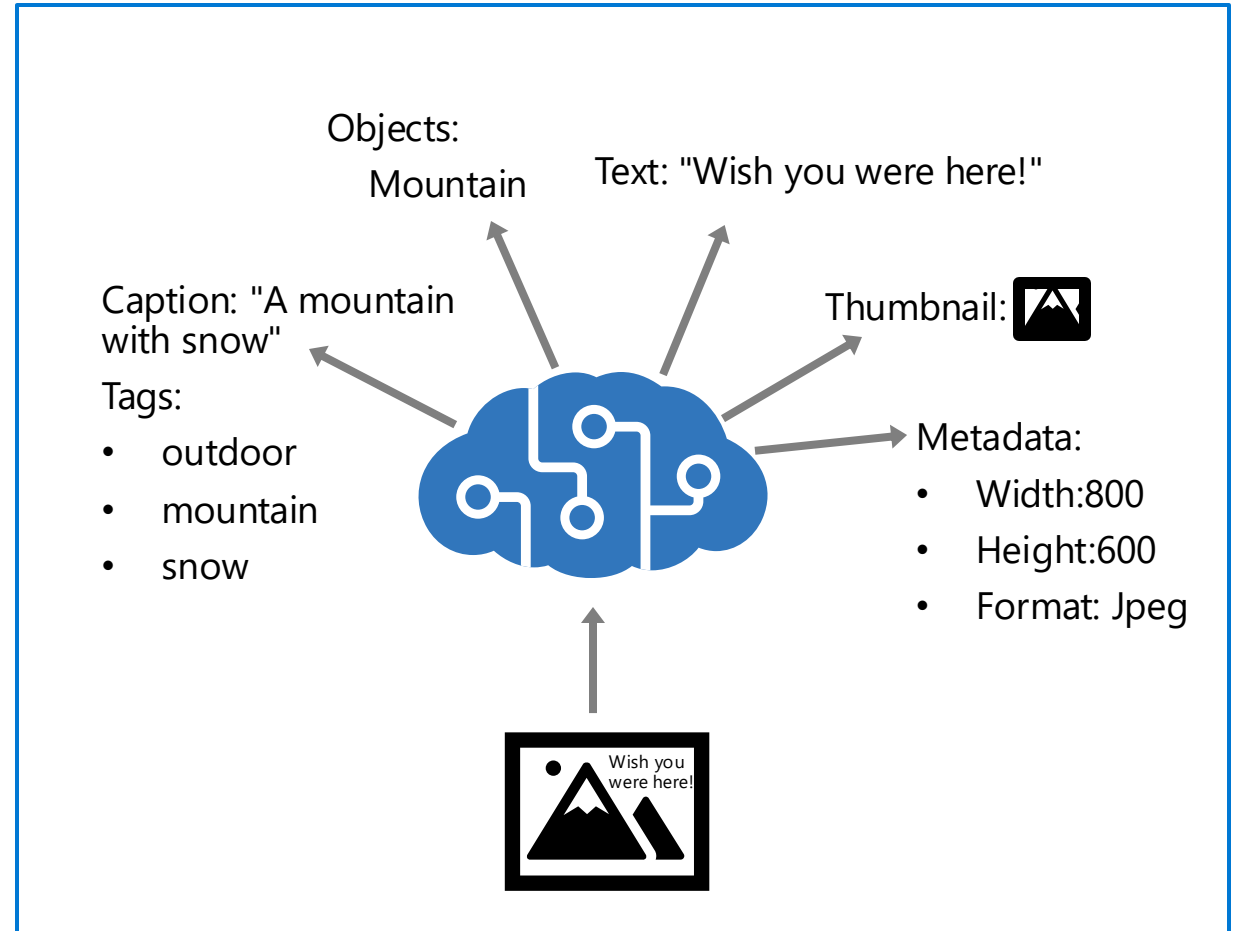 Objects:
Mountain
Text: "Wish you were here!"
Caption: "A mountain
with snow"
Thumbnail:
Tags:
• outdoor
• mountain
• snow
Metadata:
• Width:800
• Height:600
• Format: Jpeg
Wish you
were here!